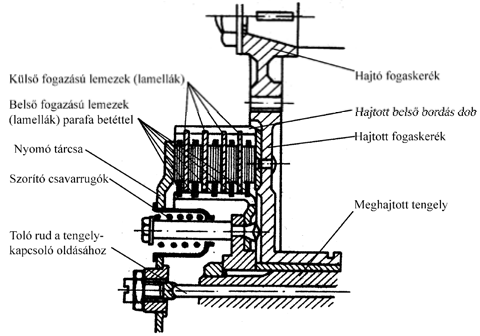 Külső fogazású lemezek (lamellák)
Belső fogazású lemezek
(lamellák) parafa betéttel
Nyomó tárcsa
Szorító csavarrugók
Toló rud a tengely-
kapcsoló oldásához
Hajtó fogaskerék
Hajtott belső bordás dob
Hajtott fogaskerék
Meghajtott tengely